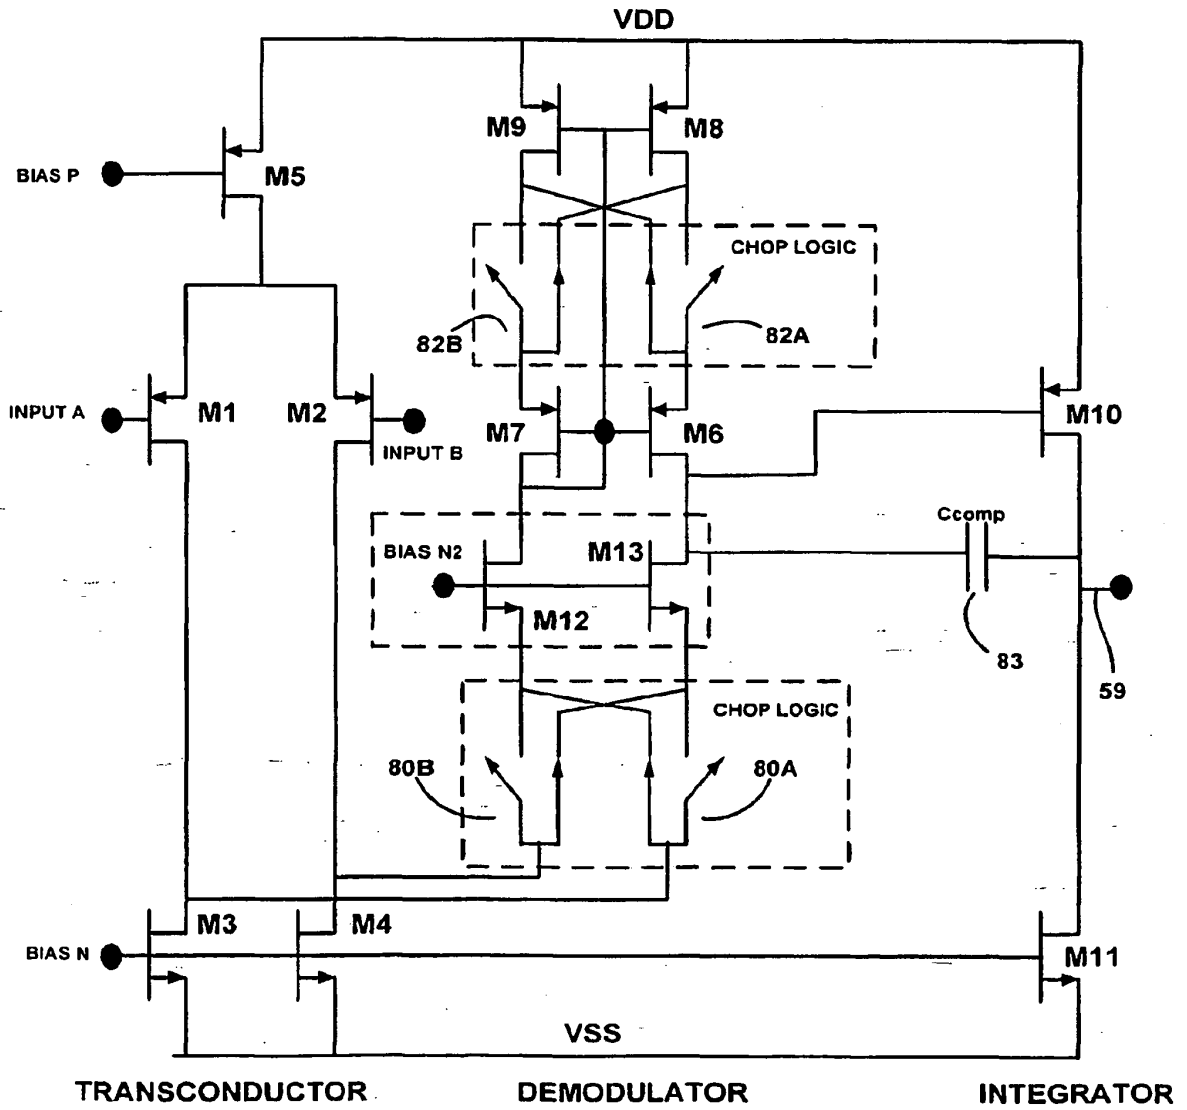 VDD
M9
M8
BIAS P
M5
CHOP LOGIC
82B
82A
INPUT A
M1
M2
INPUT B
M7
M6
M10
Ccomp
BIAS N2
M13
M12
83
59
CHOP LOGIC
80B
80A
M3
M4
BIAS N
M11
VSS
TRANSCONDUCTOR
DEMODULATOR
INTEGRATOR